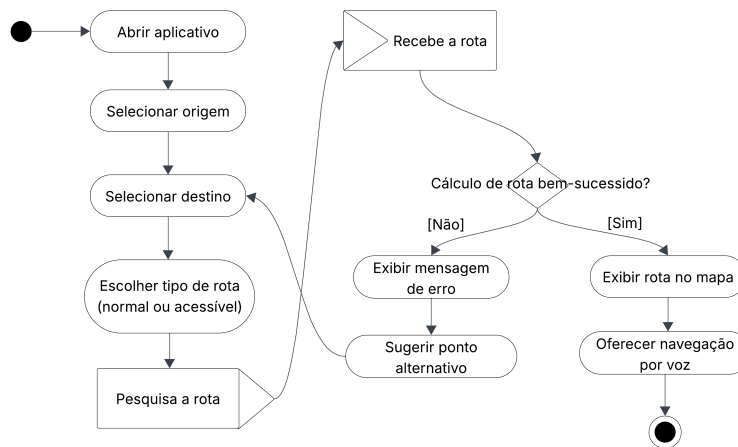 Abrir aplicativo
Selecionar origem
Selecionar destino
Escolher tipo de rota
(normal ou acessível)
Pesquisa a rota
Recebe a rota
Cálculo de rota bem-sucessido?
[Não]
[Sim]
Exibir mensagem
de erro
Sugerir ponto
alternativo
Exibir rota no mapa
Oferecer navegação
por voz